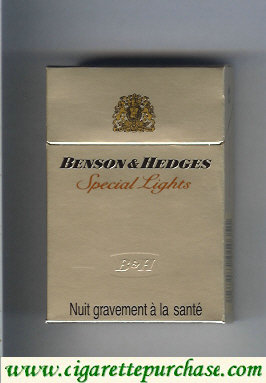 BENSON & HEDGES
Special Lights
B&H
Nuit gravement à la santé
www.cigarettepurchase.com